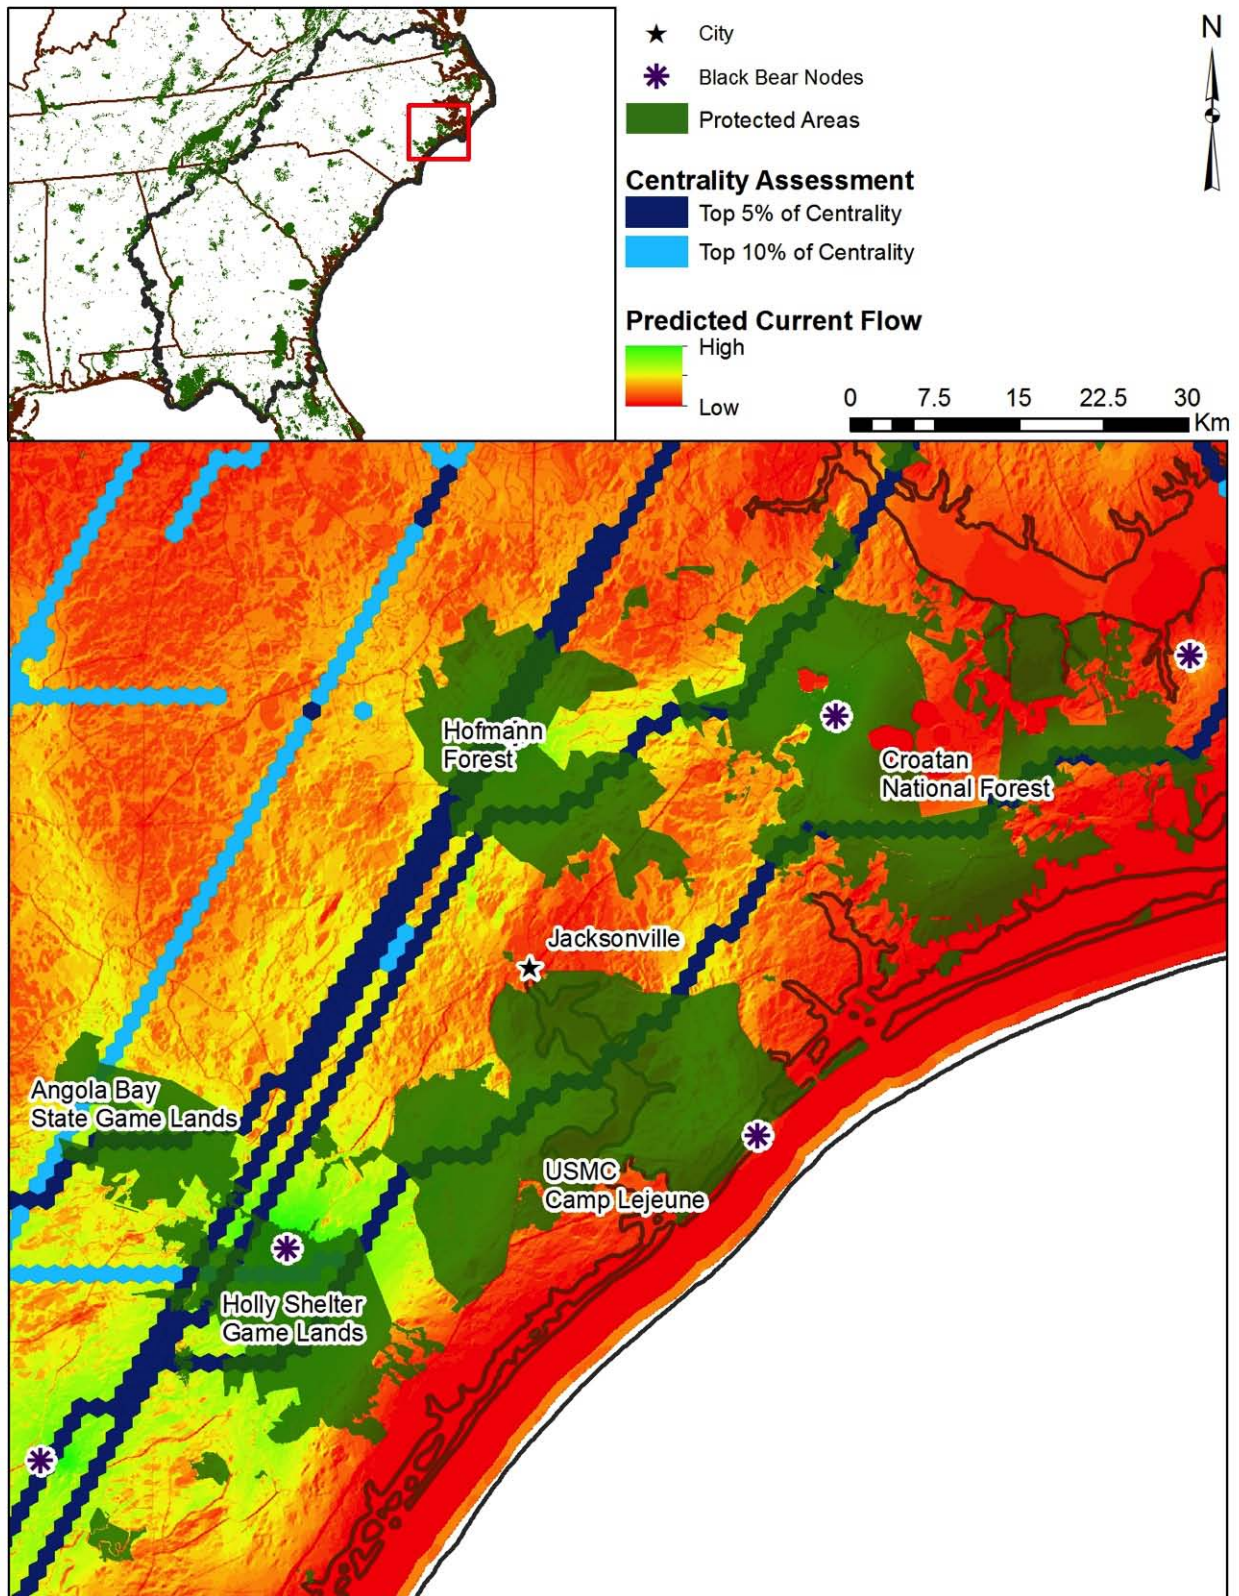 City
N
Black Bear Nodes
Protected Areas
Centrality Assessment
Top 5% of Centrality
Top 10% of Centrality
Predicted Current Flow
High
Low
0 7.5 15 22.5 30
Km
Hofmann
Forest
Croatan
National Forest
Jacksonville
Angola Bay
State Game Lands
USMC
Camp Lejeune
Holly Shelter
Game Lands